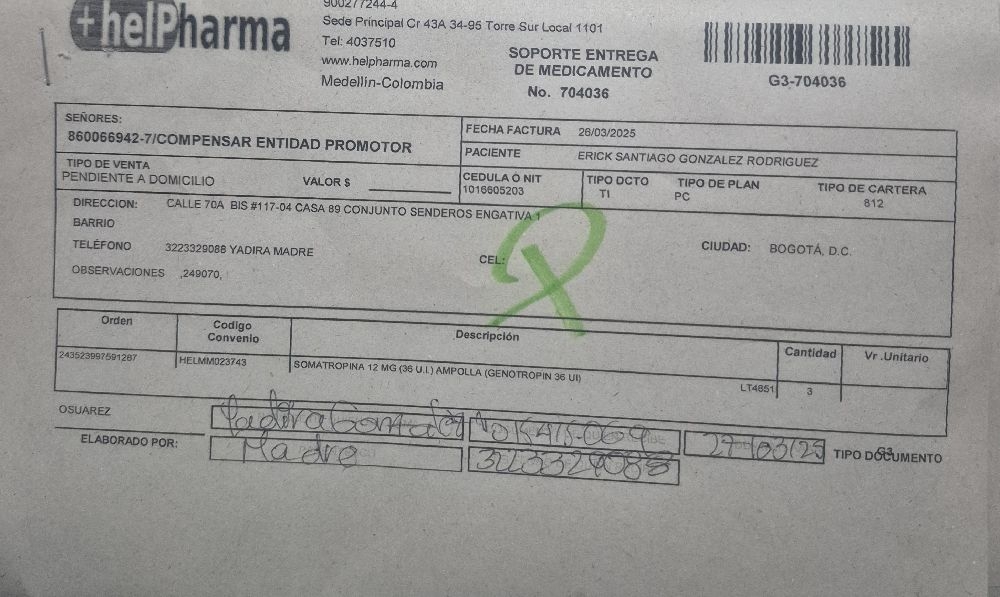 900277244-4
+helPharma
Sede Principal Cr 43A 34-95 Torre Sur Local 1101
Tel: 4037510
www.helpharma.com
Medellín-Colombia
SOPORTE ENTREGA
DE MEDICAMENTO
No. 704036
G3-704036
SEÑORES:
860066942-7/COMPENSAR ENTIDAD PROMOTOR
FECHA FACTURA 26/03/2025
PACIENTE ERICK SANTIAGO GONZALEZ RODRIGUEZ
TIPO DE VENTA
PENDIENTE A DOMICILIO
VALOR $
CEDULA O NIT
1016605203
TIPO DCTO
TI
TIPO DE PLAN
PC
TIPO DE CARTERA
812
DIRECCION: CALLE 70A BIS #117-04 CASA 89 CONJUNTO SENDEROS ENGATIVA 1
BARRIO
TELÉFONO 3223329088 YADIRA MADRE
CEL:
CIUDAD: BOGOTÁ, D.C.
OBSERVACIONES ,249070,
Orden Codigo Convenio Descripción Cantidad Vr .Unitario
243523997591287 HELMM023743 SOMATROPINA 12 MG (36 U.I.) AMPOLLA (GENOTROPIN 36 UI) LT4851 3
OSUAREZ
27/03/25
ELABORADO POR:
Madre
3223329088
TIPO DOCUMENTO
G3